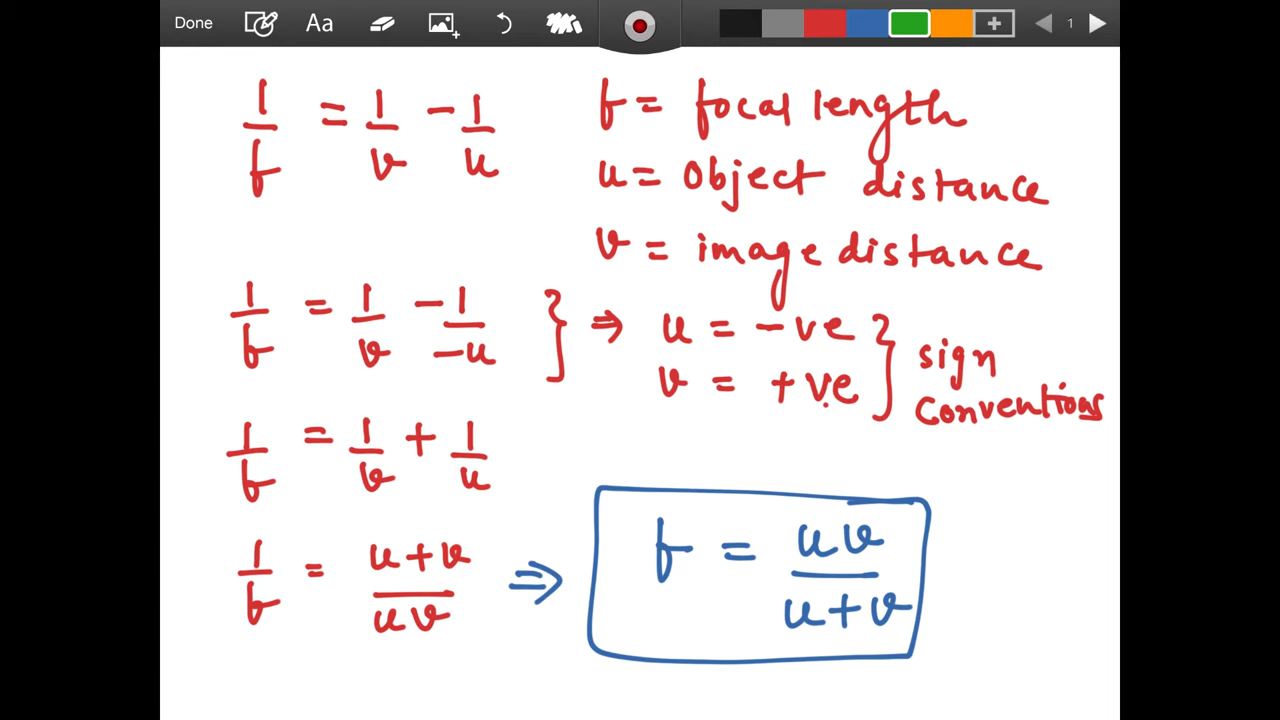 Done Aa 1
1/f = 1/v - 1/u
f = focal length
u = object distance
v = image distance
1/f = 1/v - 1/-u } ⇒ u = -ve
v = +ve } sign conventions
1/f = 1/v + 1/u
1/f = u+v/uv ⇒ f = uv/u+v